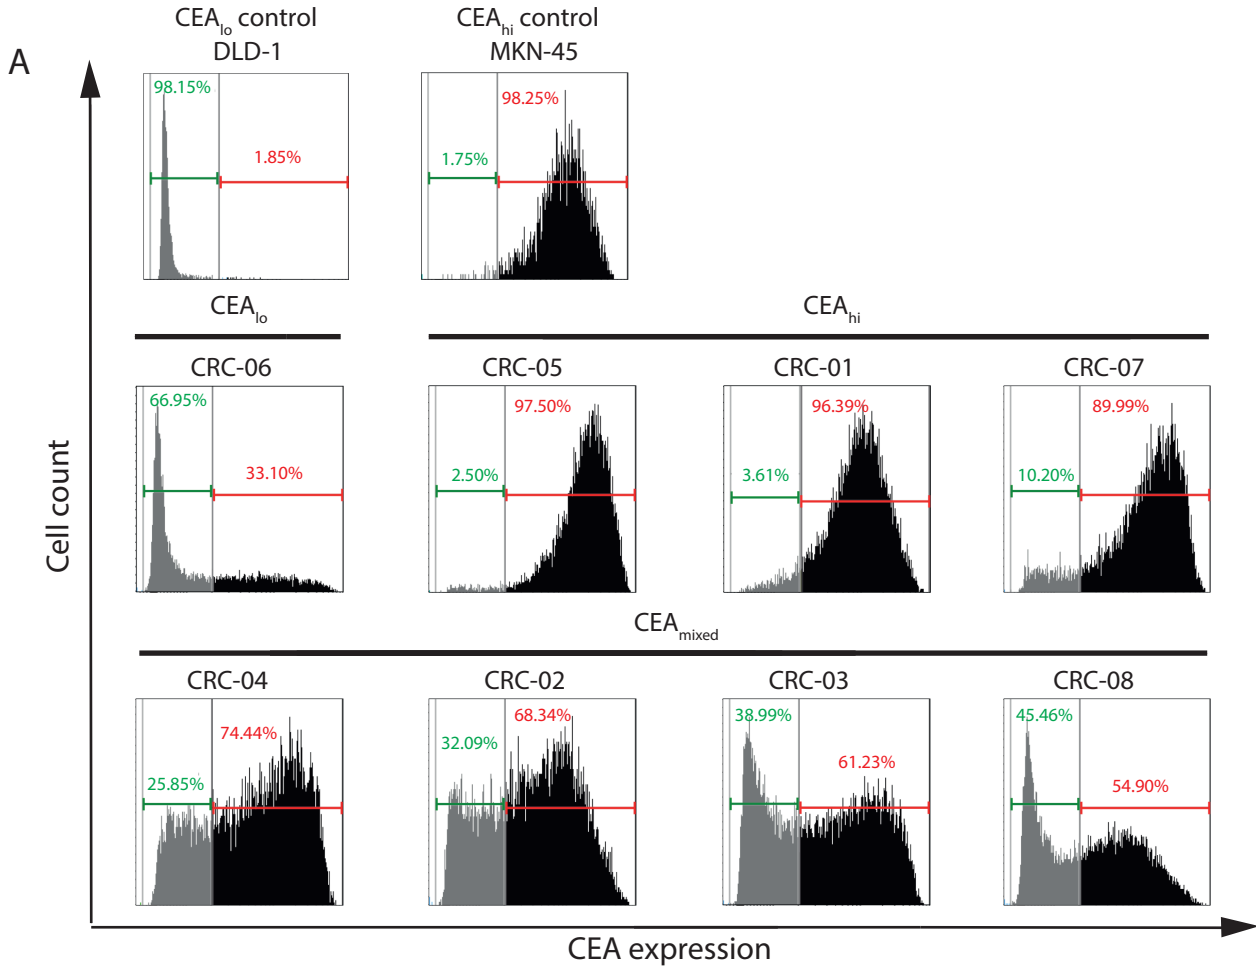 A
CEAlo control
DLD-1
CEAhi control
MKN-45
98.15%
1.85%
1.75%
98.25%
CEAlo
CEAhi
CRC-06
CRC-05
CRC-01
CRC-07
66.95%
33.10%
2.50%
97.50%
3.61%
96.39%
10.20%
89.99%
CEAmixed
CRC-04
CRC-02
CRC-03
CRC-08
25.85%
74.44%
32.09%
68.34%
38.99%
61.23%
45.46%
54.90%
Cell count
CEA expression